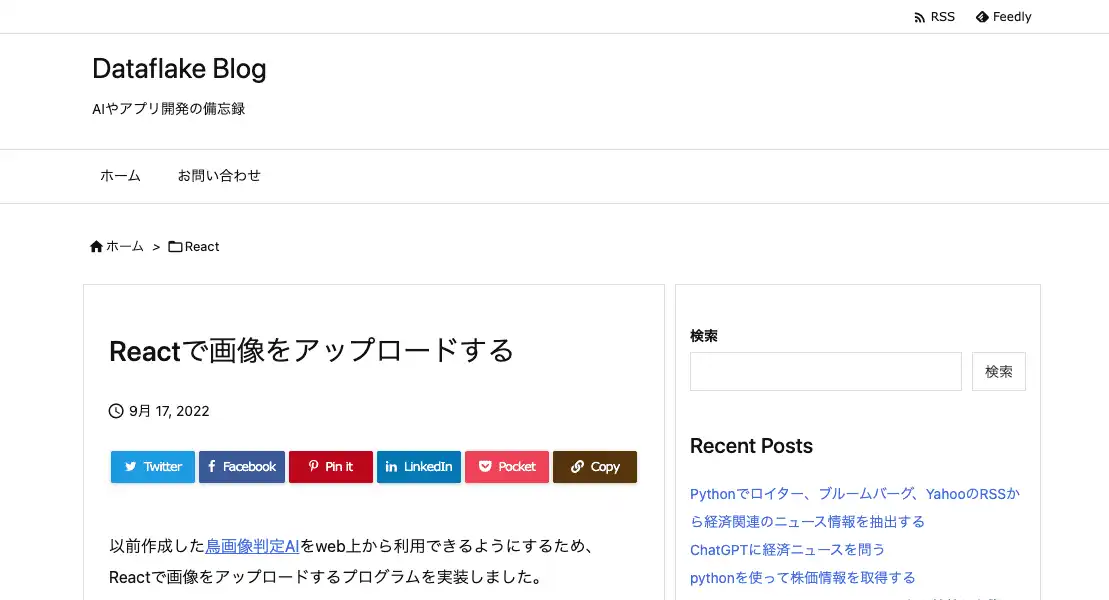 RSS Feedly
Dataflake Blog
AIやアプリ開発の備忘録
ホーム お問い合わせ
ホーム > React
Reactで画像をアップロードする
9月 17, 2022
Twitter Facebook Pin it LinkedIn Pocket Copy
以前作成した鳥画像判定AIをweb上から利用できるようにするため、
Reactで画像をアップロードするプログラムを実装しました。
検索
検索
Recent Posts
Pythonでロイター、ブルームバーグ、YahooのRSSか
ら経済関連のニュース情報を抽出する
ChatGPTに経済ニュースを問う
pythonを使って株価情報を取得する